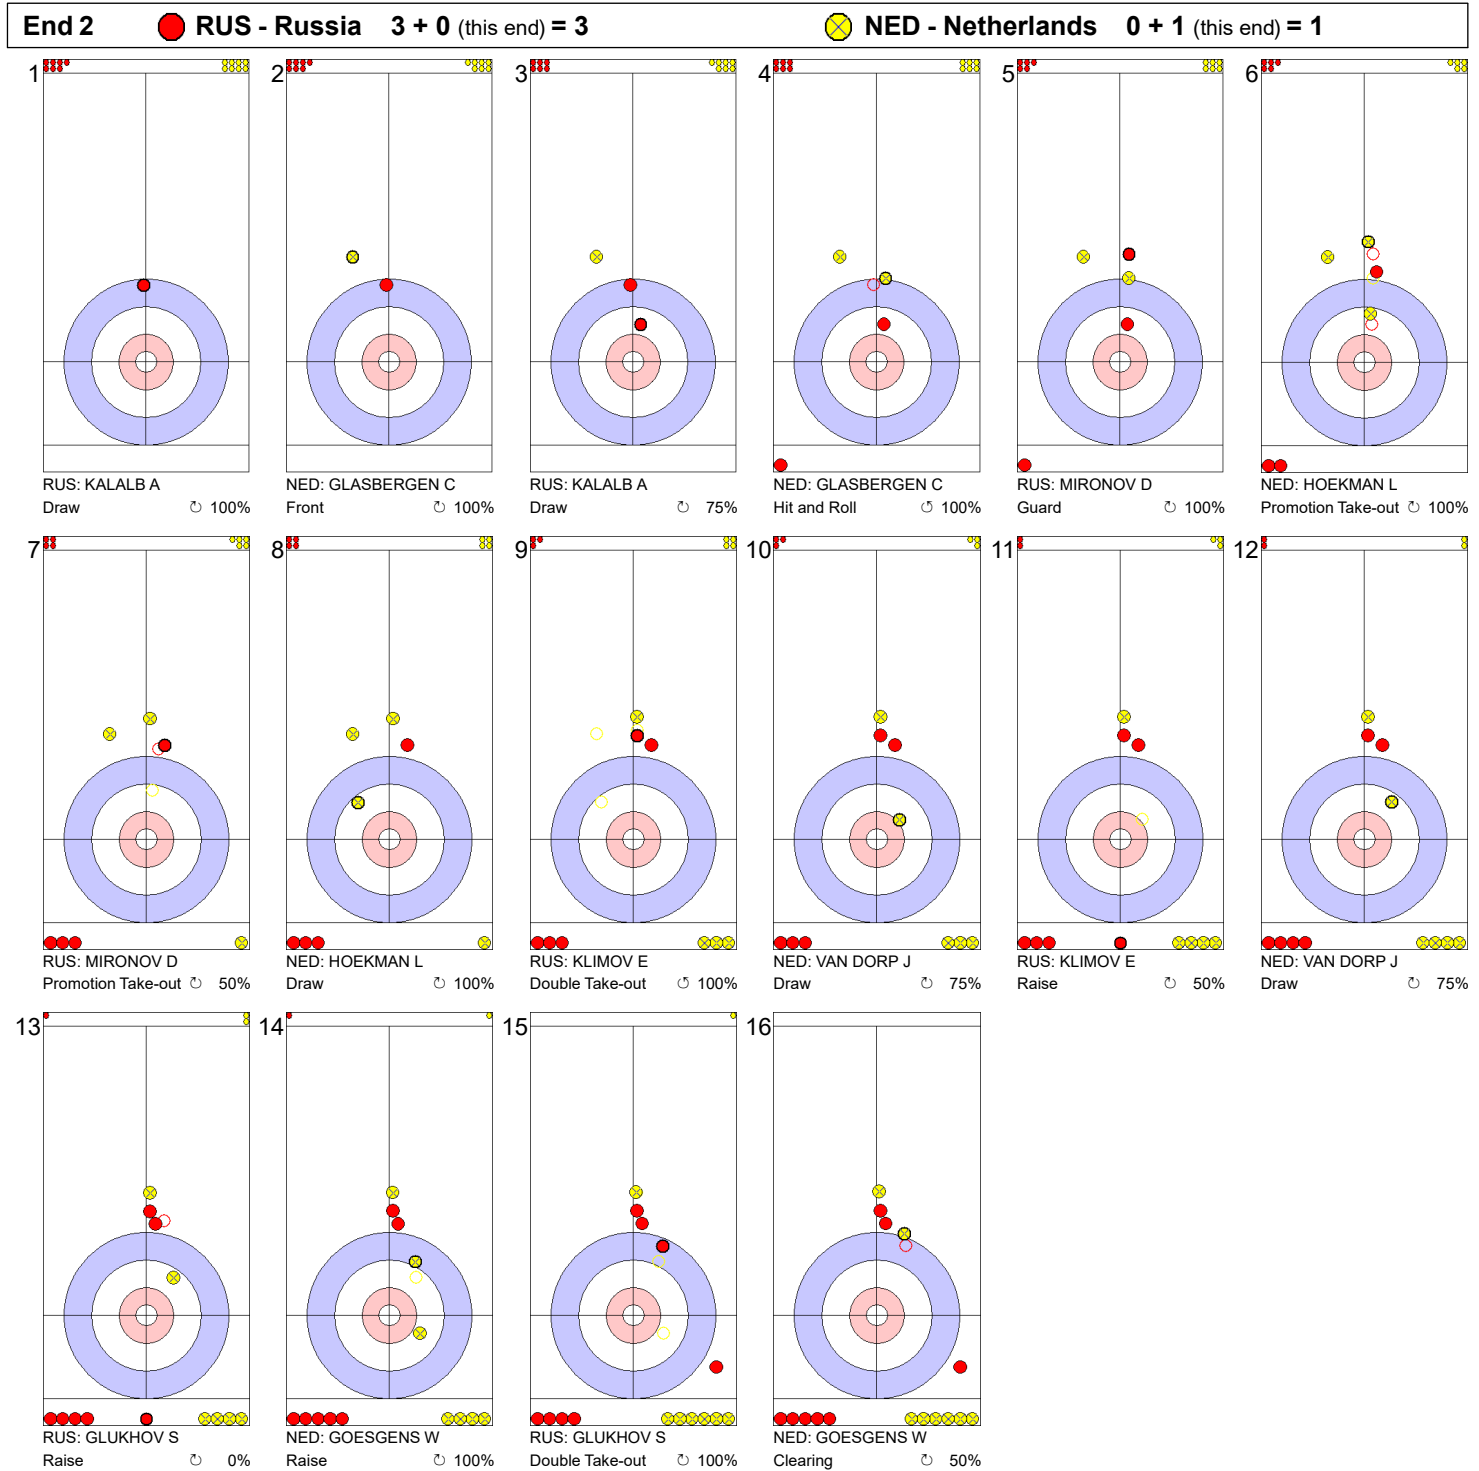 End 2 RUS - Russia 3 + 0 (this end) = 3 NED - Netherlands 0 + 1 (this end) = 1
1 2 3 4 5 6
RUS: KALALB A NED: GLASBERGEN C RUS: KALALB A NED: GLASBERGEN C RUS: MIRONOV D NED: HOEKMAN L
Draw ↻ 100% Front ↻ 100% Draw ↻ 75% Hit and Roll ↺ 100% Guard ↻ 100% Promotion Take-out ↻ 100%
7 8 9 10 11 12
RUS: MIRONOV D NED: HOEKMAN L RUS: KLIMOV E NED: VAN DORP J RUS: KLIMOV E NED: VAN DORP J
Promotion Take-out ↻ 50% Draw ↻ 100% Double Take-out ↺ 100% Draw ↻ 75% Raise ↻ 50% Draw ↻ 75%
13 14 15 16
RUS: GLUKHOV S NED: GOESGENS W RUS: GLUKHOV S NED: GOESGENS W
Raise ↻ 0% Raise ↻ 100% Double Take-out ↻ 100% Clearing ↻ 50%